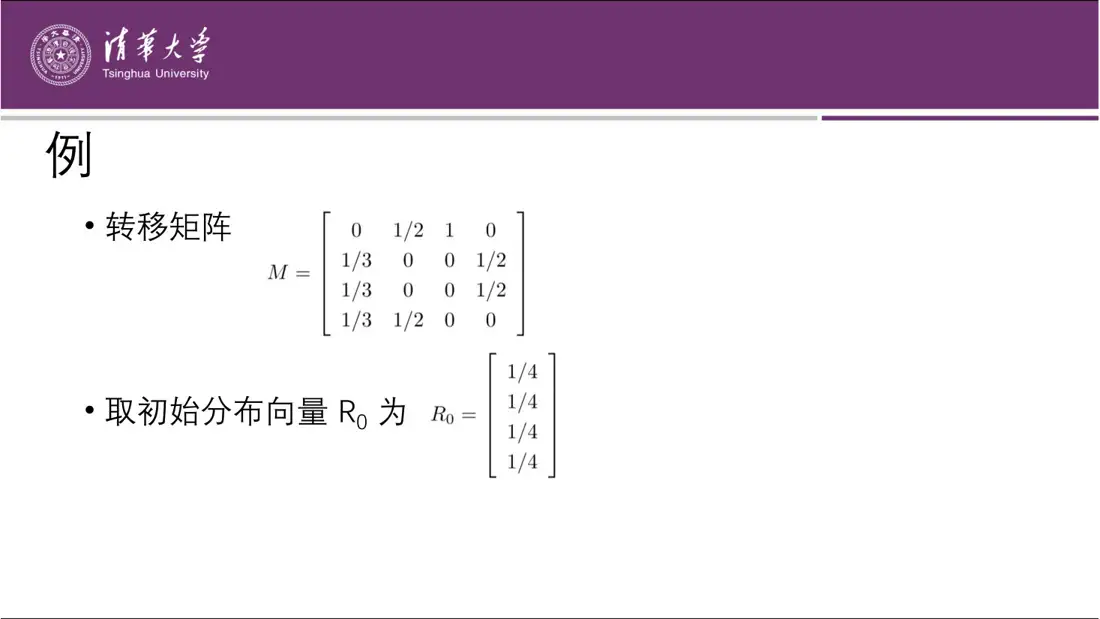 清华大学
Tsinghua University
例
• 转移矩阵
M =
0 1/2 1 0
1/3 0 0 1/2
1/3 0 0 1/2
1/3 1/2 0 0
• 取初始分布向量 R₀ 为 R₀ =
1/4
1/4
1/4
1/4